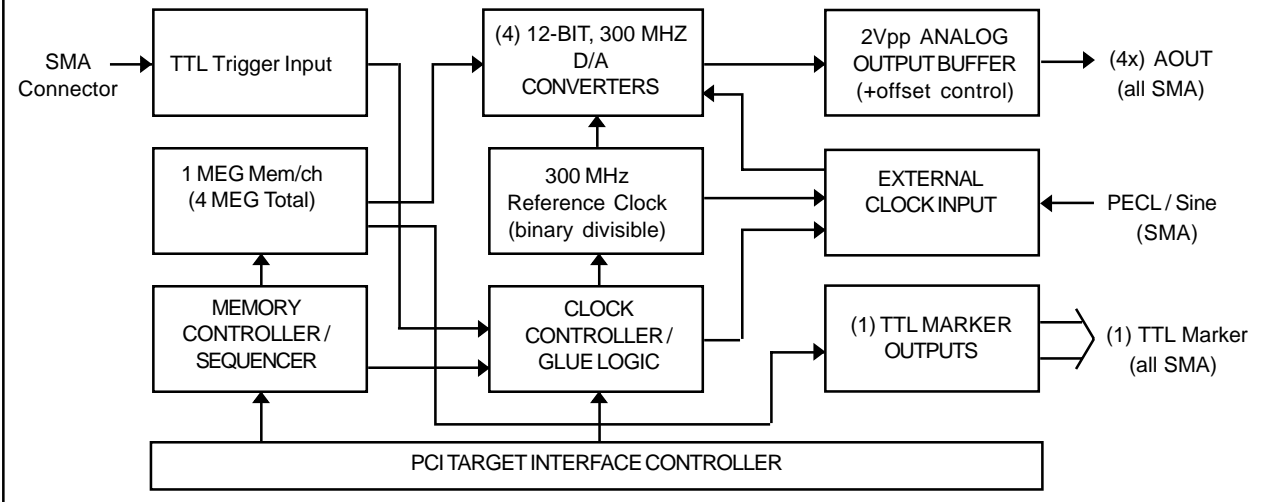 SMA
Connector
TTL Trigger Input
(4) 12-BIT, 300 MHZ
D/A
CONVERTERS
2Vpp ANALOG
OUTPUT BUFFER
(+offset control)
(4x) AOUT
(all SMA)
1 MEG Mem/ch
(4 MEG Total)
300 MHz
Reference Clock
(binary divisible)
EXTERNAL
CLOCK INPUT
PECL / Sine
(SMA)
MEMORY
CONTROLLER /
SEQUENCER
CLOCK
CONTROLLER /
GLUE LOGIC
(1) TTL MARKER
OUTPUTS
(1) TTL Marker
(all SMA)
PCI TARGET INTERFACE CONTROLLER